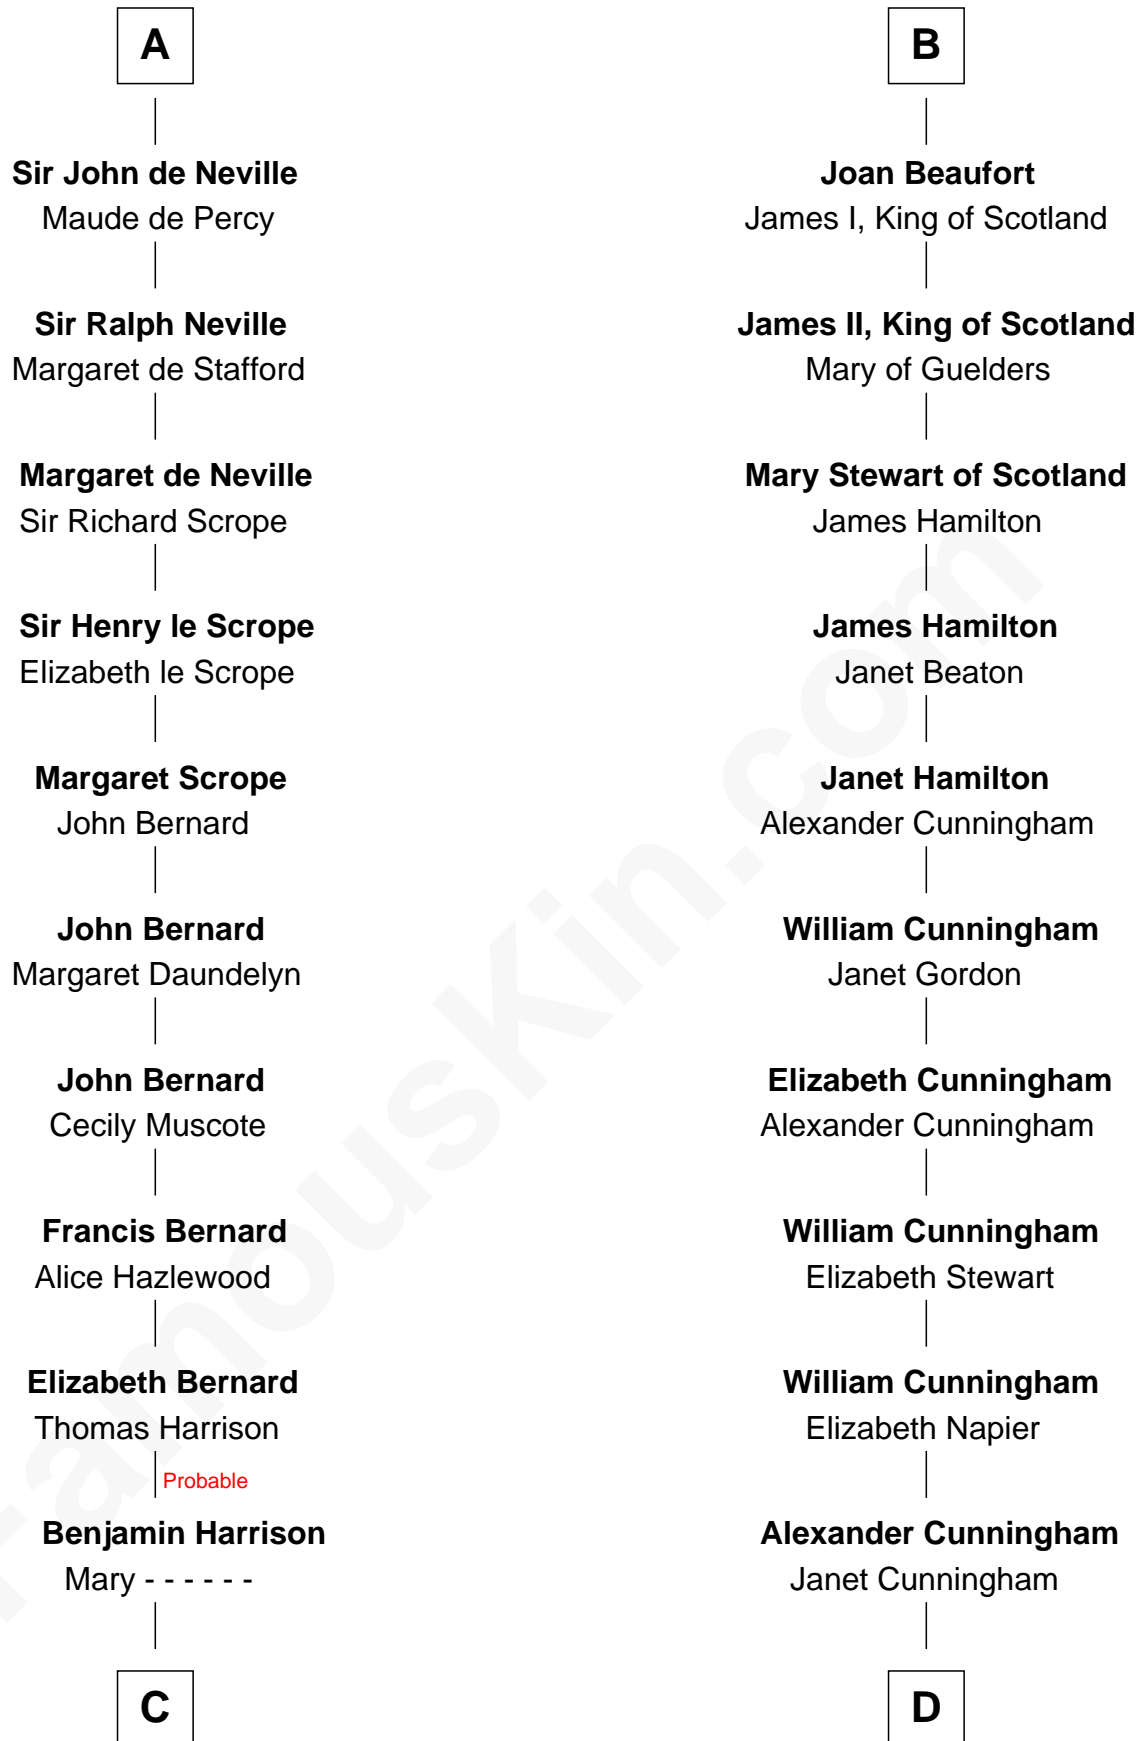 A
Sir John de Neville
Maude de Percy
Sir Ralph Neville
Margaret de Stafford
Margaret de Neville
Sir Richard Scrope
Sir Henry le Scrope
Elizabeth le Scrope
Margaret Scrope
John Bernard
John Bernard
Margaret Daundelyn
John Bernard
Cecily Muscote
Francis Bernard
Alice Hazlewood
Elizabeth Bernard
Thomas Harrison
Probable
Benjamin Harrison
Mary - - - - - -
C
B
Joan Beaufort
James I, King of Scotland
James II, King of Scotland
Mary of Guelders
Mary Stewart of Scotland
James Hamilton
James Hamilton
Janet Beaton
Janet Hamilton
Alexander Cunningham
William Cunningham
Janet Gordon
Elizabeth Cunningham
Alexander Cunningham
William Cunningham
Elizabeth Stewart
William Cunningham
Elizabeth Napier
Alexander Cunningham
Janet Cunningham
D
FamousKin.com